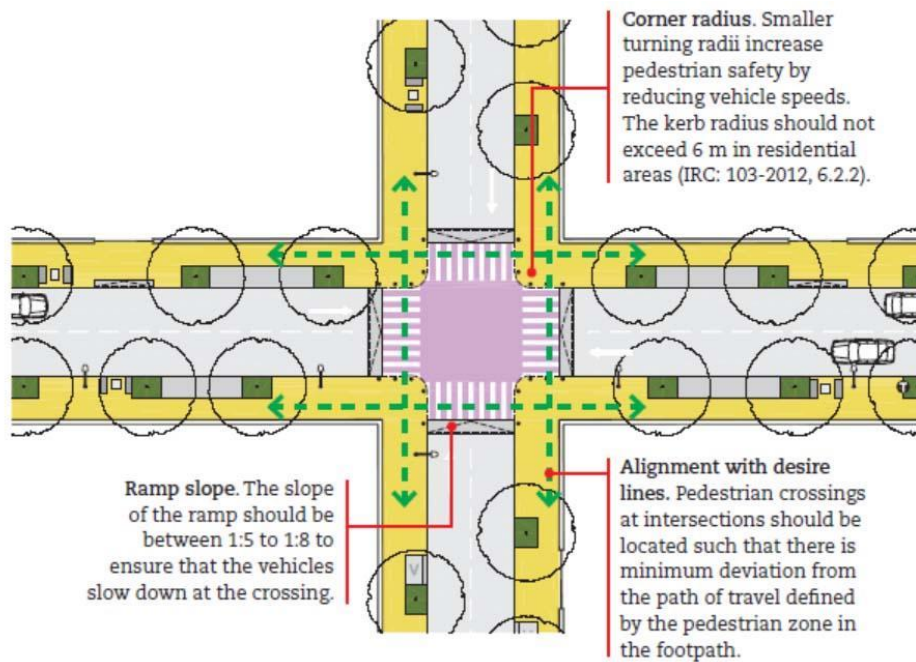 Corner radius. Smaller
turning radii increase
pedestrian safety by
reducing vehicle speeds.
The kerb radius should not
exceed 6 m in residential
areas (IRC: 103-2012, 6.2.2).
Ramp slope. The slope
of the ramp should be
between 1:5 to 1:8 to
ensure that the vehicles
slow down at the crossing.
Alignment with desire
lines. Pedestrian crossings
at intersections should be
located such that there is
minimum deviation from
the path of travel defined
by the pedestrian zone in
the footpath.
V